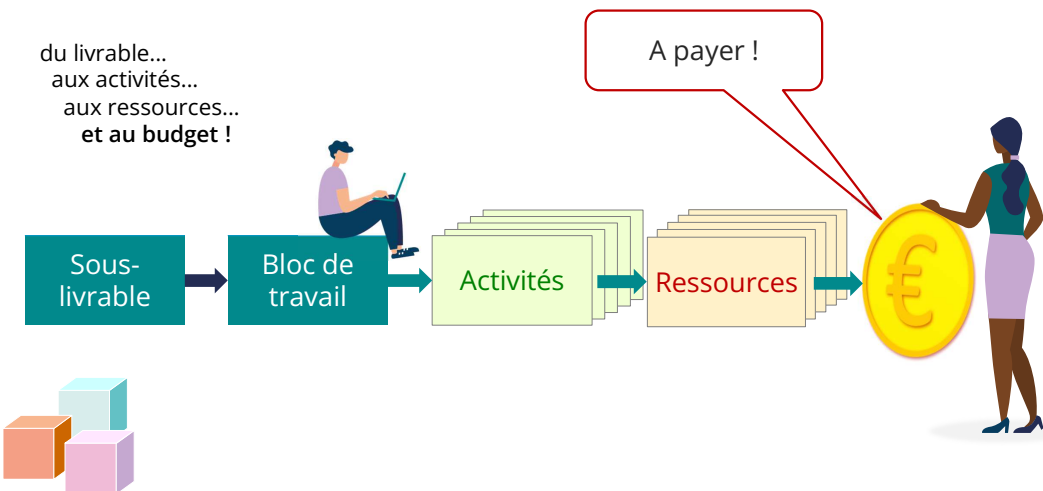 du livrable...
aux activités...
aux ressources...
et au budget !
A payer !
Sous-
livrable
Bloc de
travail
Activités
Ressources
€